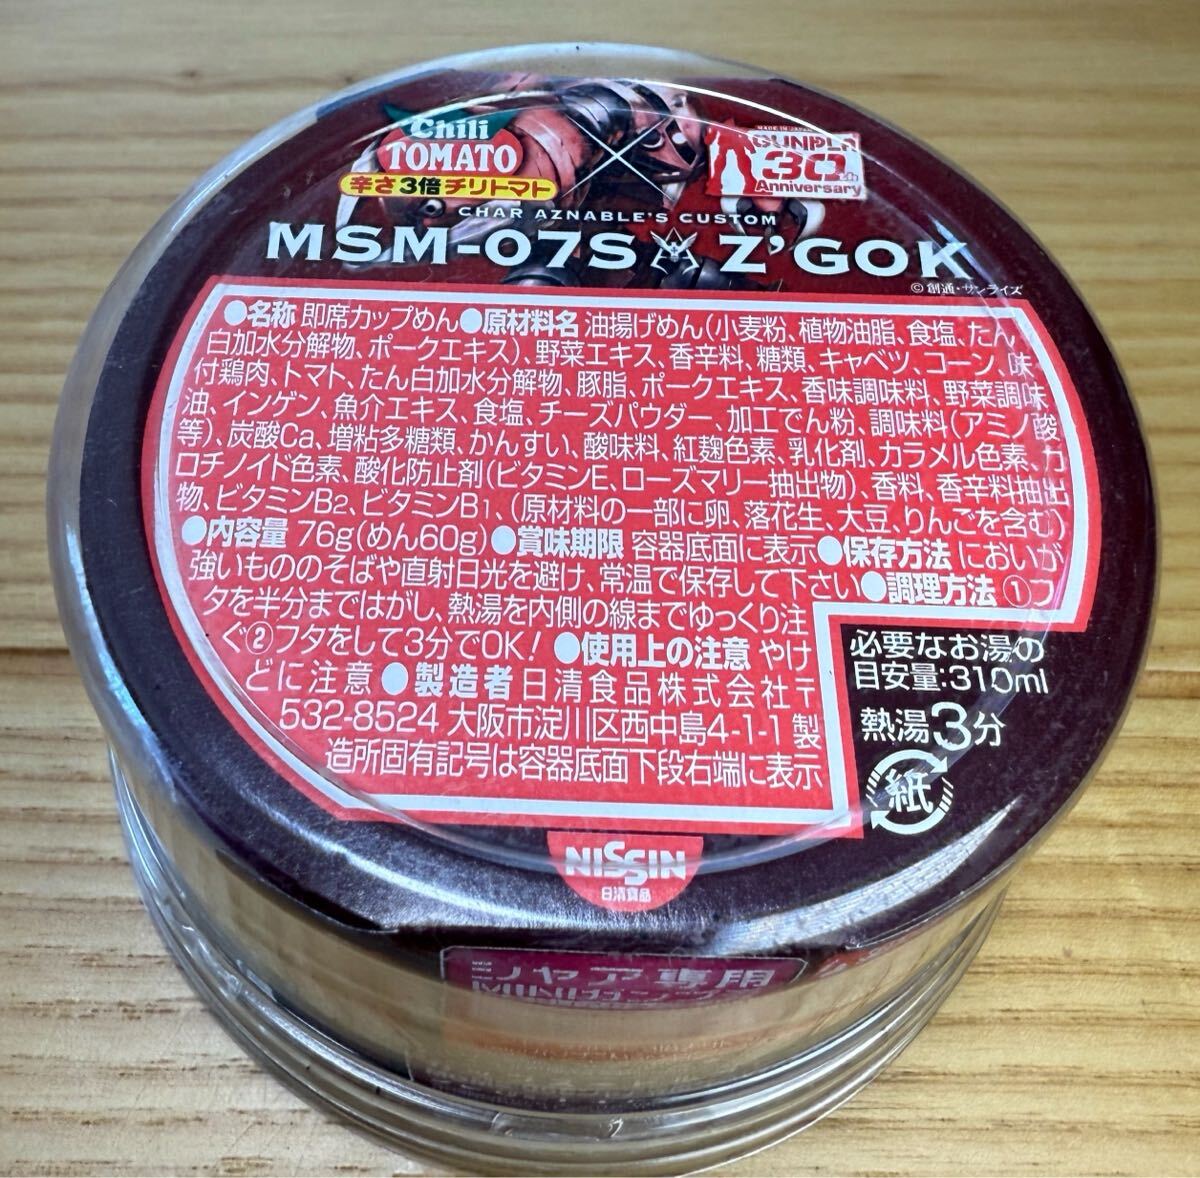 Chili
TOMATO
辛さ3倍チリトマト
×
MADE IN JAPAN
GUNPLA
30th
Anniversary
CHAR AZNABLE'S CUSTOM
MSM-07S Z'GOK
©創通・サンライズ
●名称 即席カップめん●原材料名 油揚げめん(小麦粉、植物油脂、食塩、たん
白加水分解物、ポークエキス)、野菜エキス、香辛料、糖類、キャベツ、コーン、味
付鶏肉、トマト、たん白加水分解物、豚脂、ポークエキス、香味調味料、野菜調味
油、インゲン、魚介エキス、食塩、チーズパウダー、加工でん粉、調味料(アミノ酸
等)、炭酸Ca、増粘多糖類、かんすい、酸味料、紅麹色素、乳化剤、カラメル色素、カ
ロチノイド色素、酸化防止剤(ビタミンE、ローズマリー抽出物)、香料、香辛料抽出
物、ビタミンB2、ビタミンB1、(原材料の一部に卵、落花生、大豆、りんごを含む)
●内容量 76g(めん60g)●賞味期限 容器底面に表示●保存方法 においが
強いもののそばや直射日光を避け、常温で保存して下さい●調理方法 ①フ
タを半分まではがし、熱湯を内側の線までゆっくり注
ぐ②フタをして3分でOK! ●使用上の注意 やけ
どに注意 ●製造者 日清食品株式会社〒
532-8524 大阪市淀川区西中島4-1-1 製
造所固有記号は容器底面下段右端に表示
必要なお湯の
目安量:310ml
熱湯3分
紙
NISSIN
日清食品
シャア専用